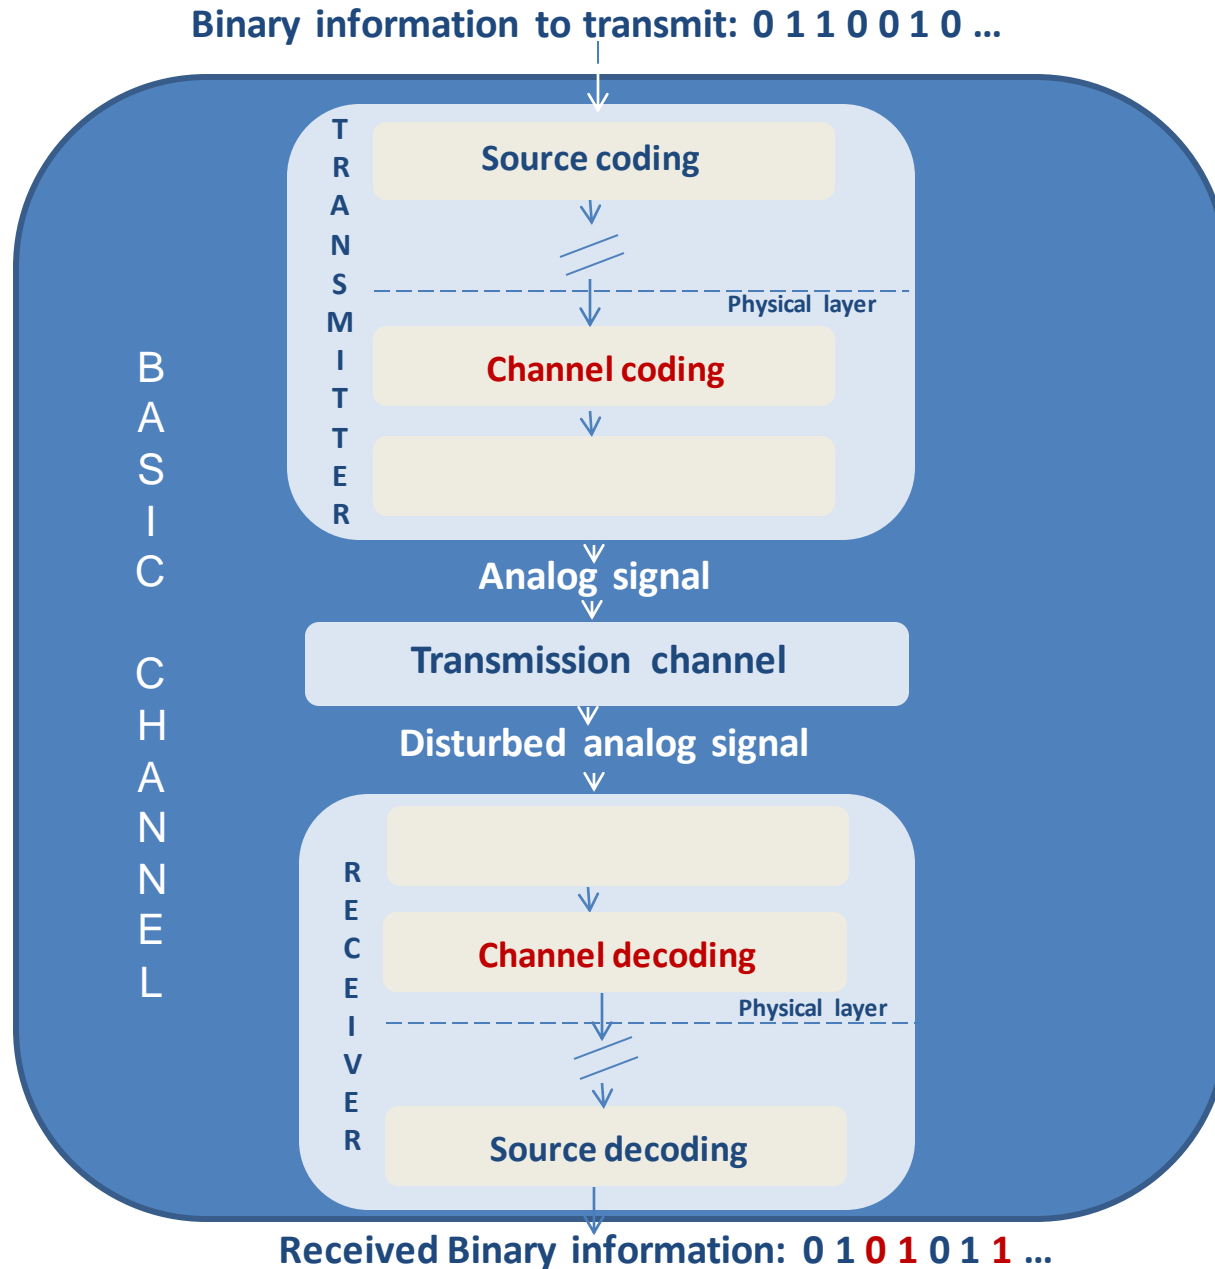 Binary information to transmit: 0 1 1 0 0 1 0 ...
TRANSMITTER
Source coding
Physical layer
Channel coding
BASIC CHANNEL
Analog signal
Transmission channel
Disturbed analog signal
RECEIVER
Channel decoding
Physical layer
Source decoding
Received Binary information: 0 1 0 1 0 1 1 ...